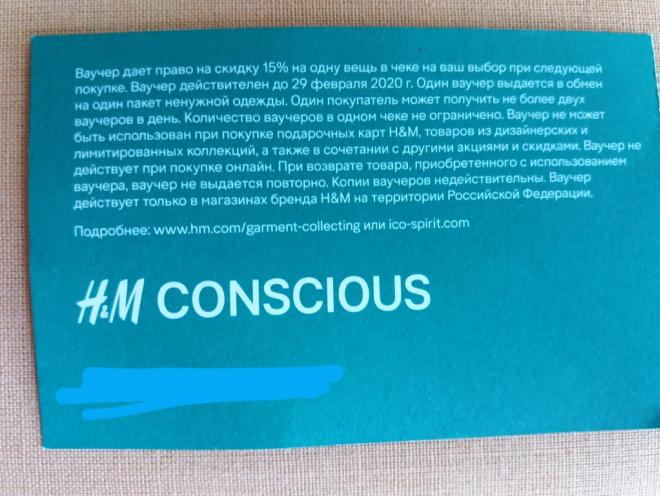 Ваучер дает право на скидку 15% на одну вещь в чеке на ваш выбор при следующей
покупке. Ваучер действителен до 29 февраля 2020 г. Один ваучер выдается в обмен
на один пакет ненужной одежды. Один покупатель может получить не более двух
ваучеров в день. Количество ваучеров в одном чеке не ограничено. Ваучер не может
быть использован при покупке подарочных карт H&M, товаров из дизайнерских и
лимитированных коллекций, а также в сочетании с другими акциями и скидками. Ваучер не
действует при покупке онлайн. При возврате товара, приобретенного с использованием
ваучера, ваучер не выдается повторно. Копии ваучеров недействительны. Ваучер
действует только в магазинах бренда H&M на территории Российской Федерации.
Подробнее: www.hm.com/garment-collecting или ico-spirit.com
H&M CONSCIOUS